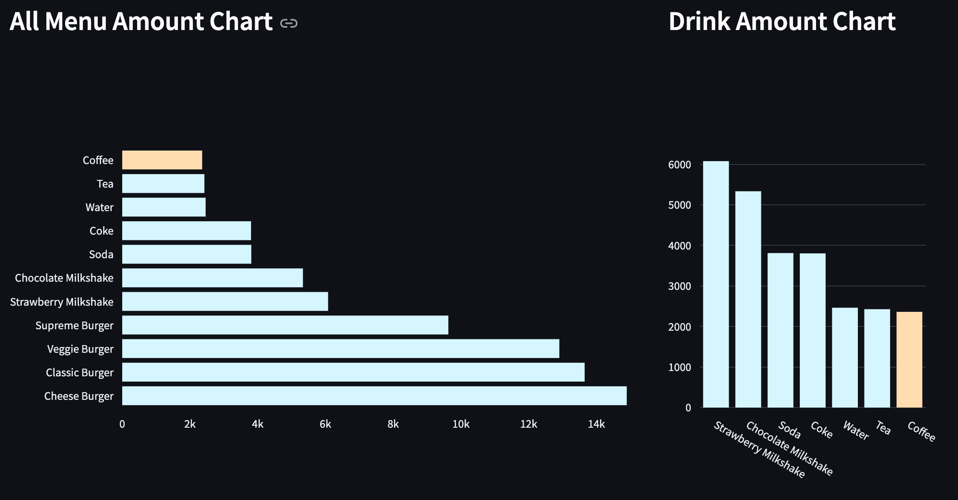 All Menu Amount Chart
Coffee
Tea
Water
Coke
Soda
Chocolate Milkshake
Strawberry Milkshake
Supreme Burger
Veggie Burger
Classic Burger
Cheese Burger
0 2k 4k 6k 8k 10k 12k 14k
Drink Amount Chart
6000
5000
4000
3000
2000
1000
0
Strawberry Milkshake
Chocolate Milkshake
Soda
Coke
Water
Tea
Coffee